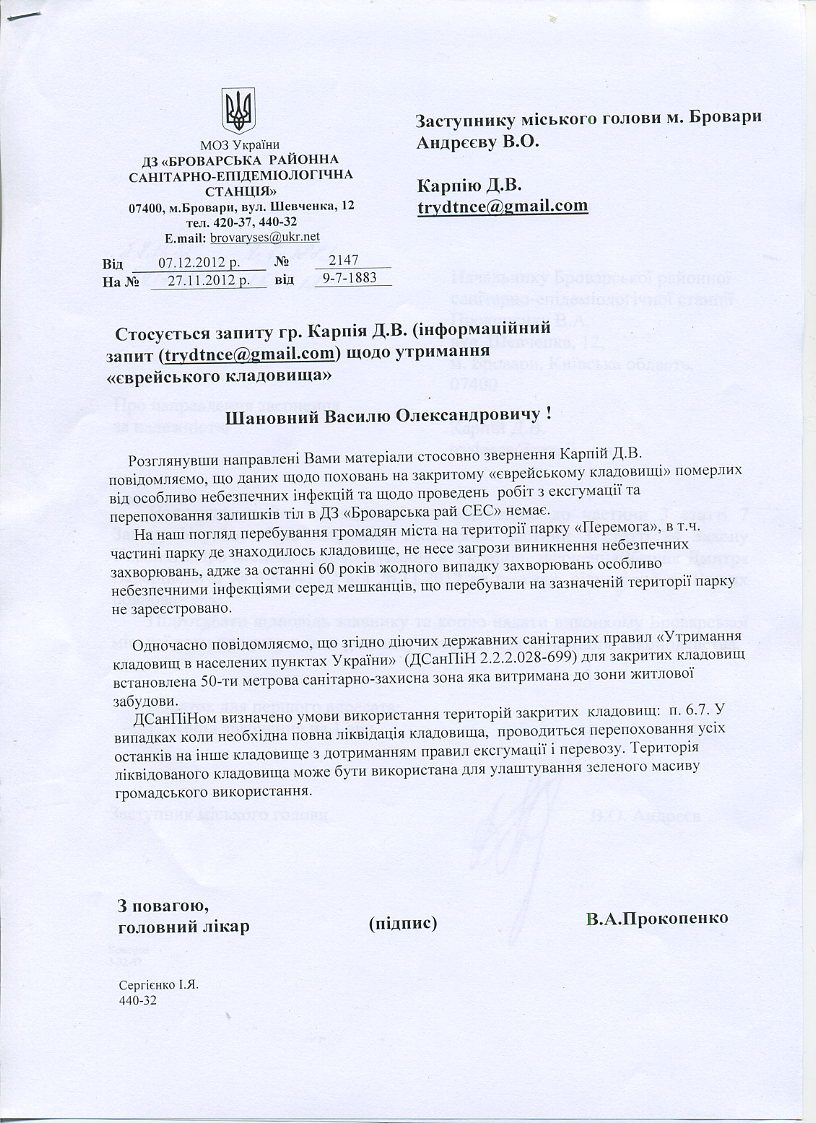 МОЗ України
ДЗ «БРОВАРСЬКА РАЙОННА
САНІТАРНО-ЕПІДЕМІОЛОГІЧНА
СТАНЦІЯ»
07400, м.Бровари, вул. Шевченка, 12
тел. 420-37, 440-32
E.mail: brovaryses@ukr.net
Від 07.12.2012 р. № 2147
На № 27.11.2012 р. від 9-7-1883
Заступнику міського голови м. Бровари
Андрєєву В.О.
Карпію Д.В.
trydtnce@gmail.com
Стосується запиту гр. Карпія Д.В. (інформаційний
запит (trydtnce@gmail.com) щодо утримання
«єврейського кладовища»
Шановний Василю Олександровичу !
Розглянувши направлені Вами матеріали стосовно звернення Карпій Д.В.
повідомляємо, що даних щодо поховань на закритому «єврейському кладовищі» померлих
від особливо небезпечних інфекцій та щодо проведень робіт з ексгумації та
перепоховання залишків тіл в ДЗ «Броварська рай СЕС» немає.
На наш погляд перебування громадян міста на території парку «Перемога», в т.ч.
частині парку де знаходилось кладовище, не несе загрози виникнення небезпечних
захворювань, адже за останні 60 років жодного випадку захворювань особливо
небезпечними інфекціями серед мешканців, що перебували на зазначеній території парку
не зареєстровано.
Одночасно повідомляємо, що згідно діючих державних санітарних правил «Утримання
кладовищ в населених пунктах України» (ДСанПіН 2.2.2.028-699) для закритих кладовищ
встановлена 50-ти метрова санітарно-захисна зона яка витримана до зони житлової
забудови.
ДСанПіНом визначено умови використання територій закритих кладовищ: п. 6.7. У
випадках коли необхідна повна ліквідація кладовища, проводиться перепоховання усіх
останків на інше кладовище з дотриманням правил ексгумації і перевозу. Територія
ліквідованого кладовища може бути використана для улаштування зеленого масиву
громадського використання.
З повагою,
головний лікар (підпис) В.А.Прокопенко
Сергієнко І.Я.
440-32